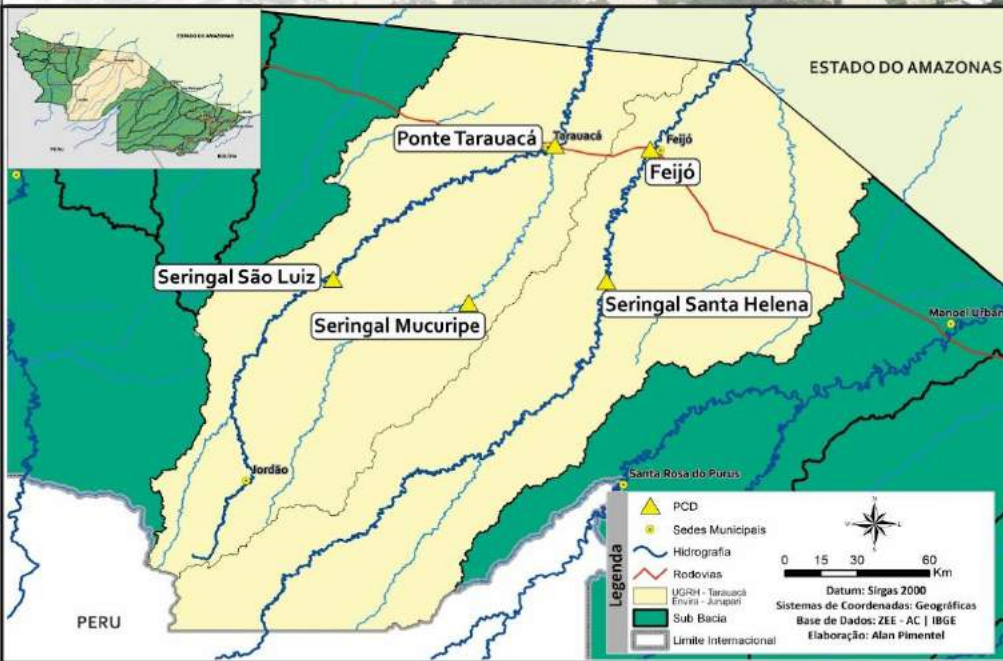 ESTADO DO AMAZONAS
PERU
BOLÍVIA
ESTADO DO AMAZONAS
Ponte Tarauacá
Tarauacá
Feijó
Feijó
Seringal São Luiz
Seringal Mucuripe
Seringal Santa Helena
Manoel Urban
Jordão
Santa Rosa do Purus
PERU
Legenda
PCD
Sedes Municipais
Hidrografia
Rodovias
UGRH - Tarauacá
Envira - Jurupari
Sub Bacia
Limite Internacional
0 15 30 60
Km
Datum: Sirgas 2000
Sistemas de Coordenadas: Geográficas
Base de Dados: ZEE - AC | IBGE
Elaboração: Alan Pimentel